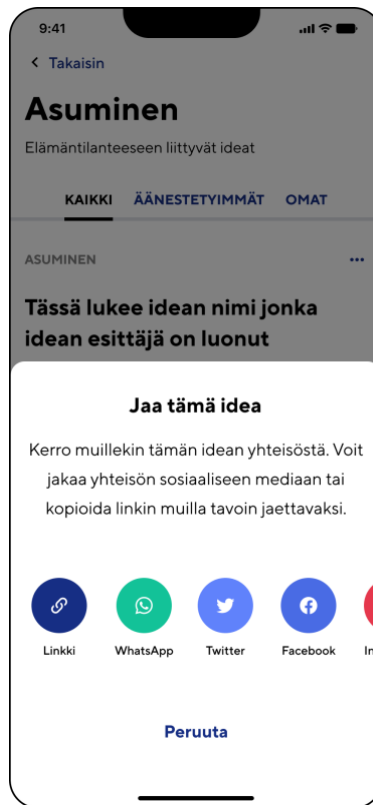 9:41
Takaisin
Asuminen
Elämäntilanteeseen liittyvät ideat
KAIKKI ÄÄNESTETYIMMÄT OMAT
ASUMINEN
Tässä lukee idean nimi jonka
idean esittäjä on luonut
Jaa tämä idea
Kerro muillekin tämän idean yhteisöstä. Voit
jakaa yhteisön sosiaaliseen mediaan tai
kopioida linkin muilla tavoin jaettavaksi.
Linkki WhatsApp Twitter Facebook
Peruuta